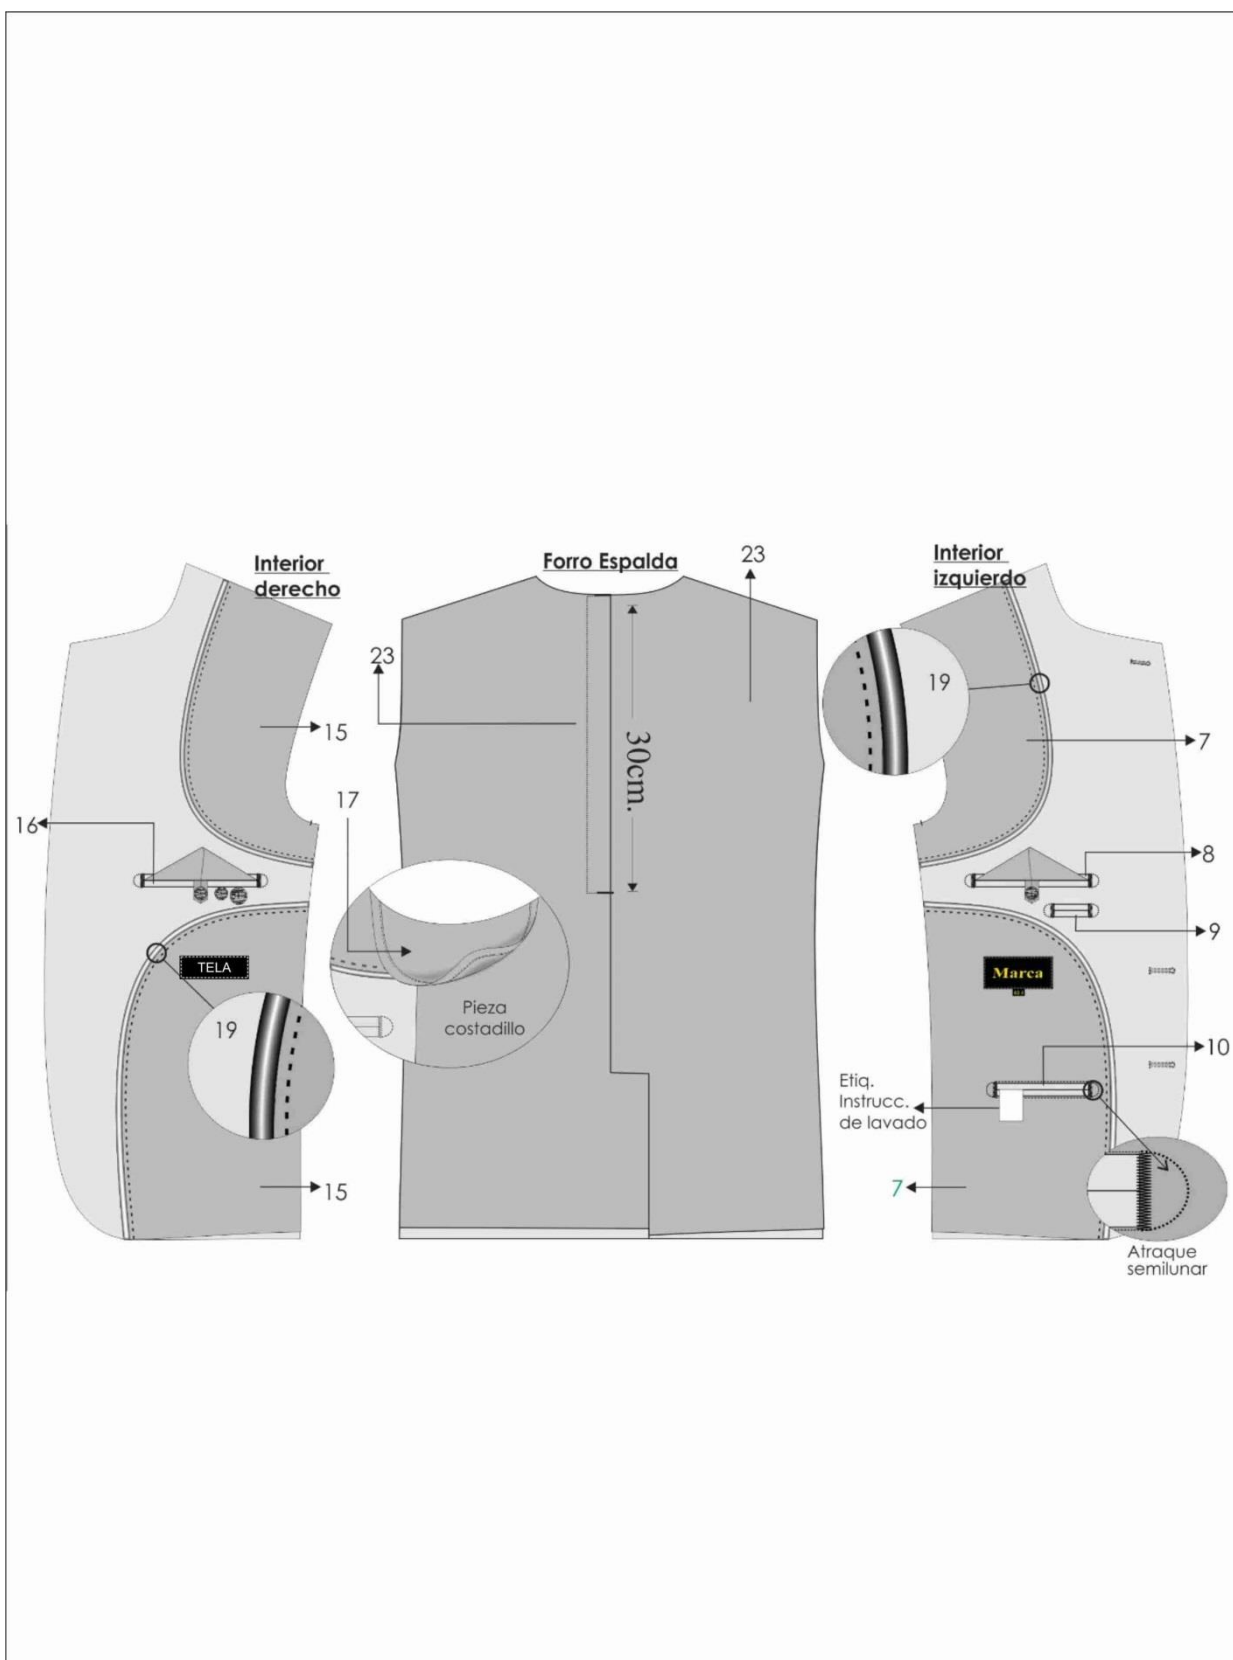 Interior
derecho
15
16
TELA
19
15
Forro Espalda
23
23
30cm.
17
Pieza
costadillo
Interior
izquierdo
19
7
8
9
Marca
10
Etiq.
Instrucc.
de lavado
7
Atraque
semilunar